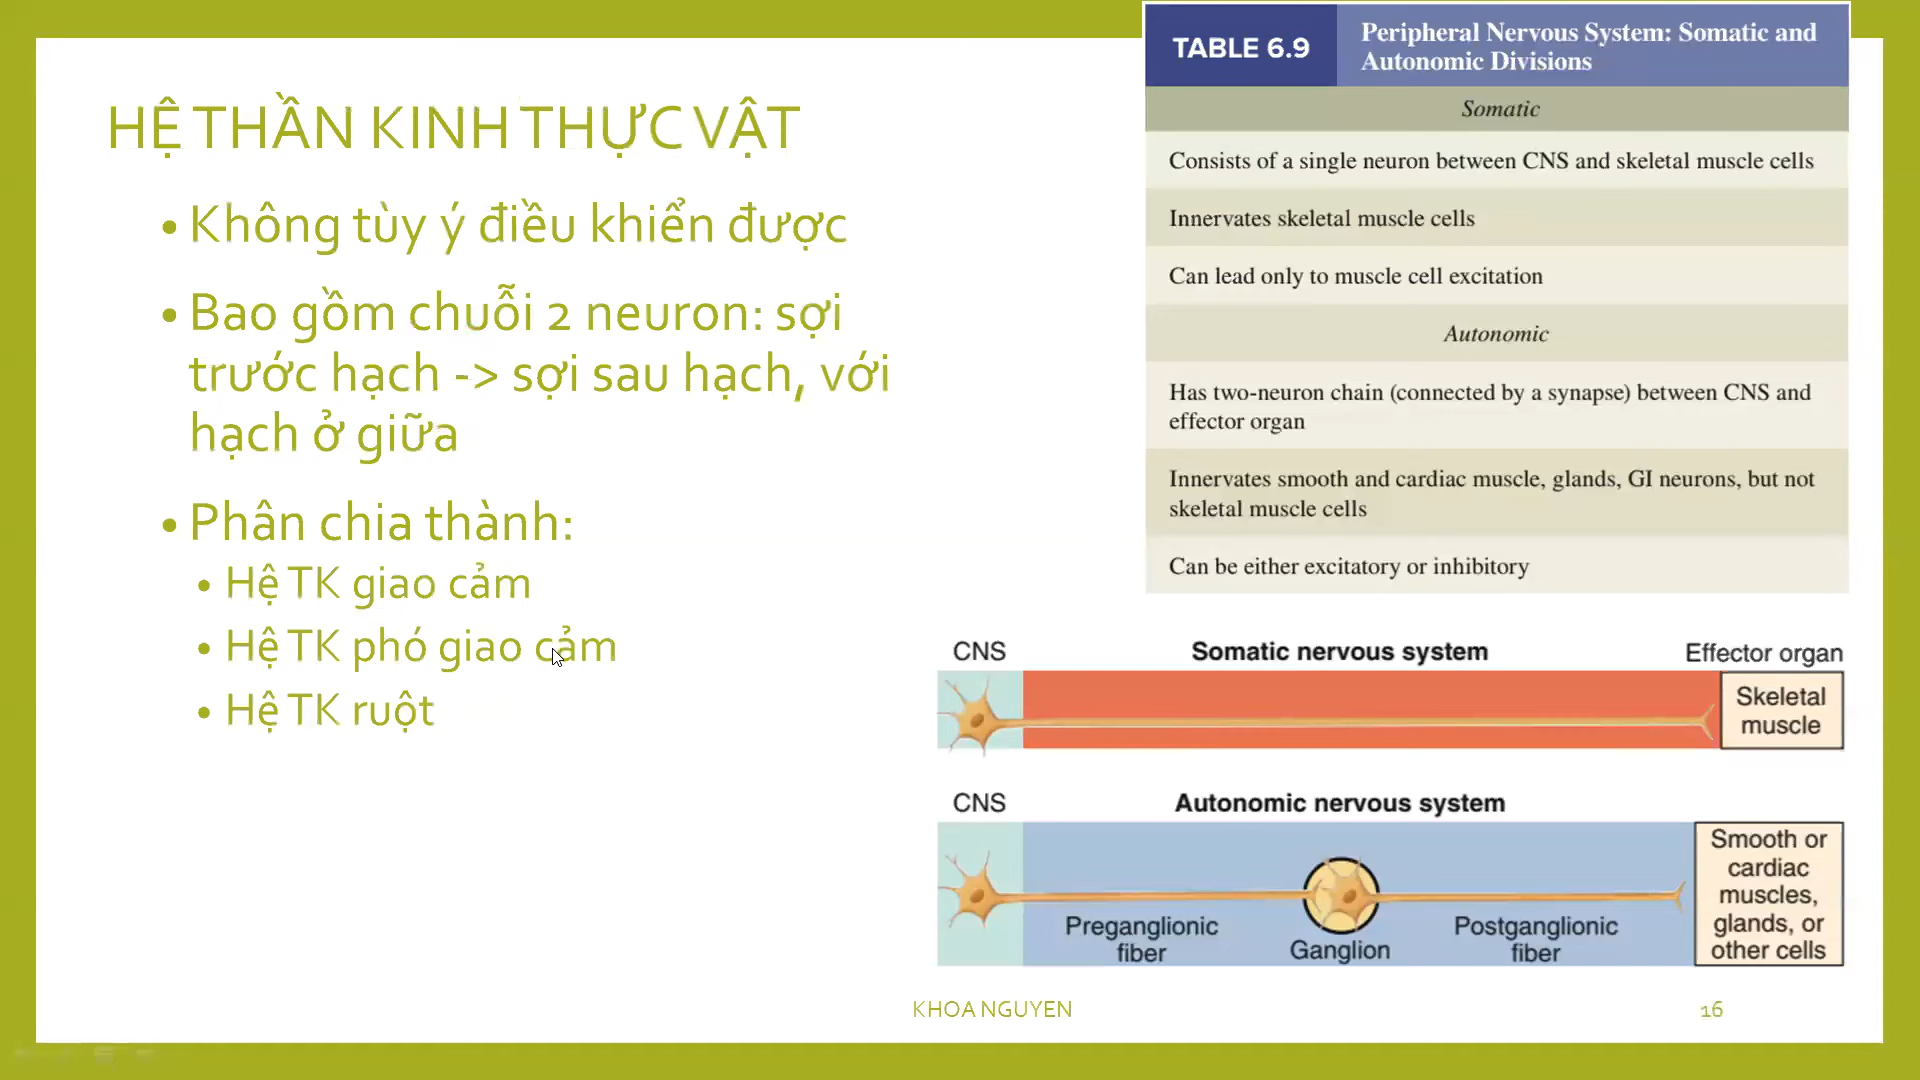 HỆ THẦN KINH THỰC VẬT
• Không tùy ý điều khiển được
• Bao gồm chuỗi 2 neuron: sợi
trước hạch -> sợi sau hạch, với
hạch ở giữa
• Phân chia thành:
• Hệ TK giao cảm
• Hệ TK phó giao cảm
• Hệ TK ruột
TABLE 6.9
Peripheral Nervous System: Somatic and
Autonomic Divisions
Somatic
Consists of a single neuron between CNS and skeletal muscle cells
Innervates skeletal muscle cells
Can lead only to muscle cell excitation
Autonomic
Has two-neuron chain (connected by a synapse) between CNS and
effector organ
Innervates smooth and cardiac muscle, glands, GI neurons, but not
skeletal muscle cells
Can be either excitatory or inhibitory
CNS
Somatic nervous system
Effector organ
Skeletal
muscle
CNS
Autonomic nervous system
Preganglionic
fiber
Ganglion
Postganglionic
fiber
Smooth or
cardiac
muscles,
glands, or
other cells
KHOA NGUYEN
16